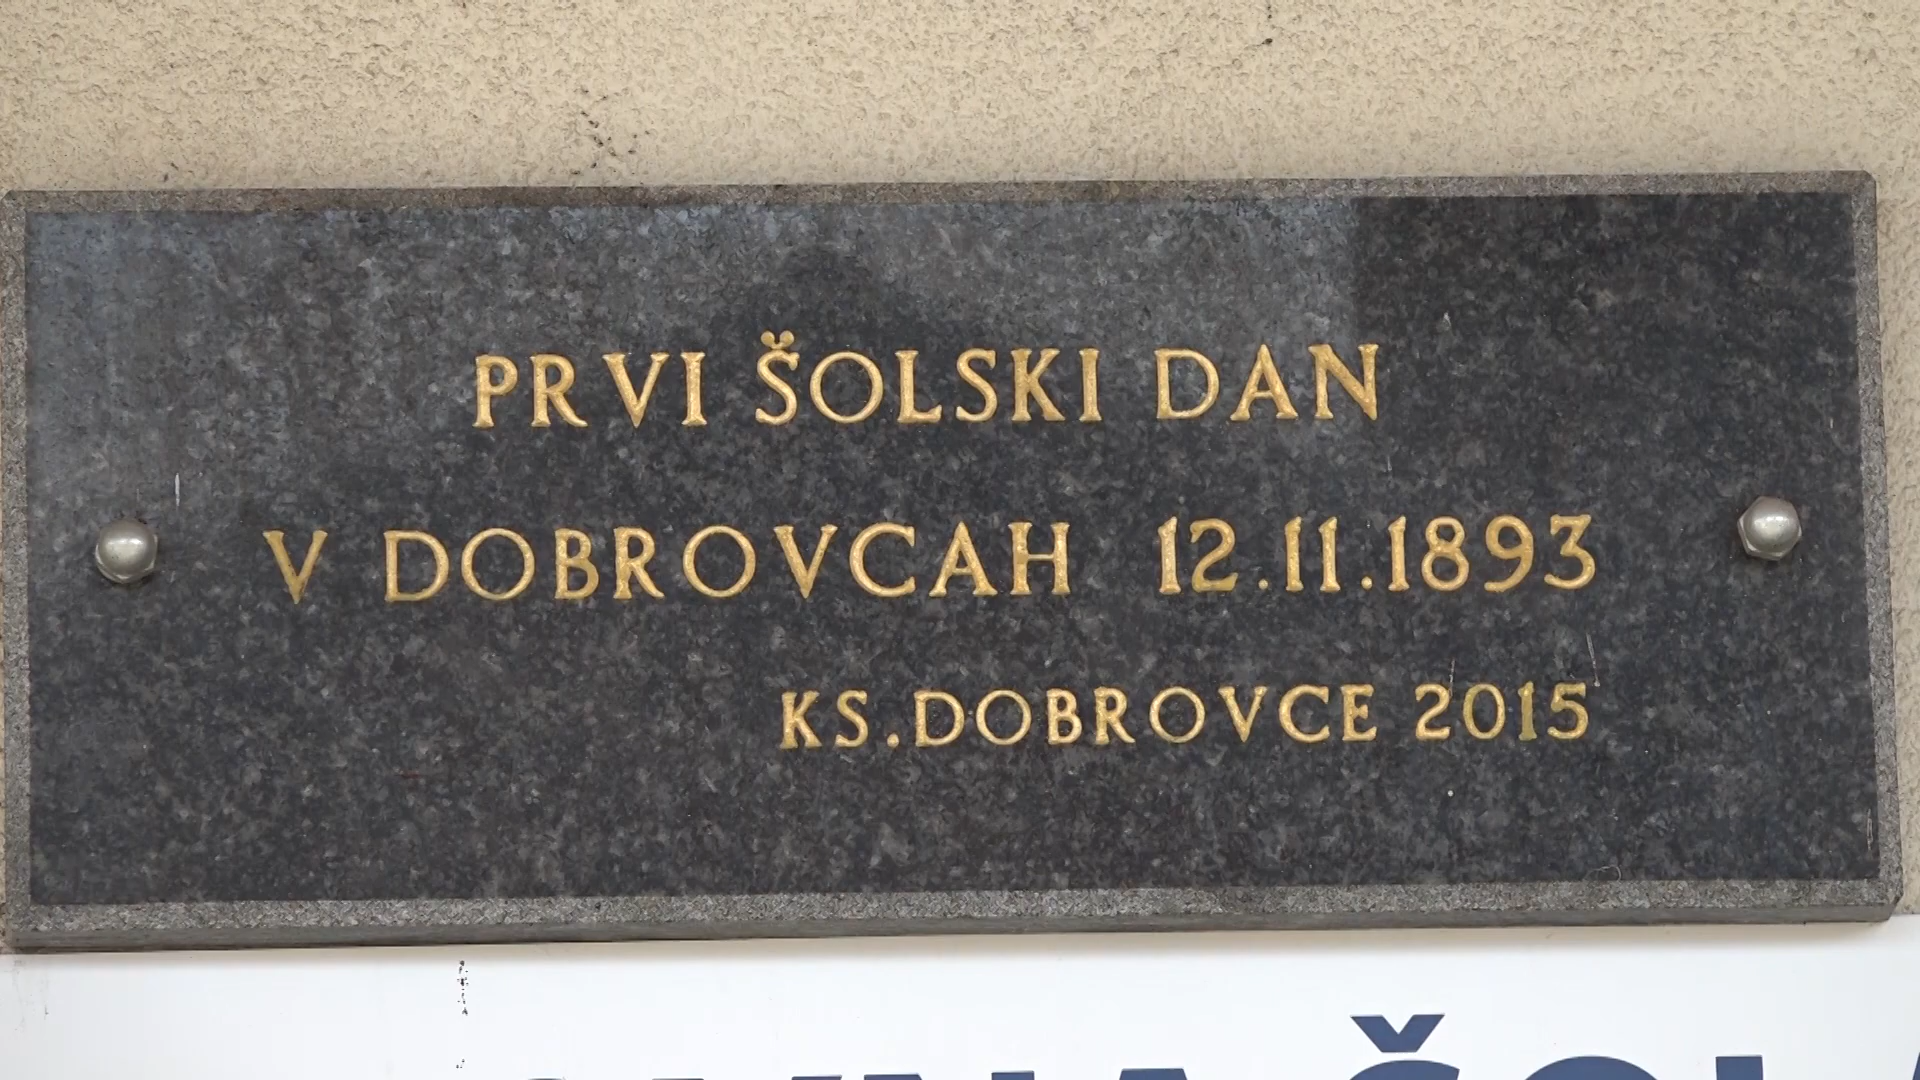 PRVI ŠOLSKI DAN
V DOBROVCAH 12.11.1893
KS.DOBROVCE 2015